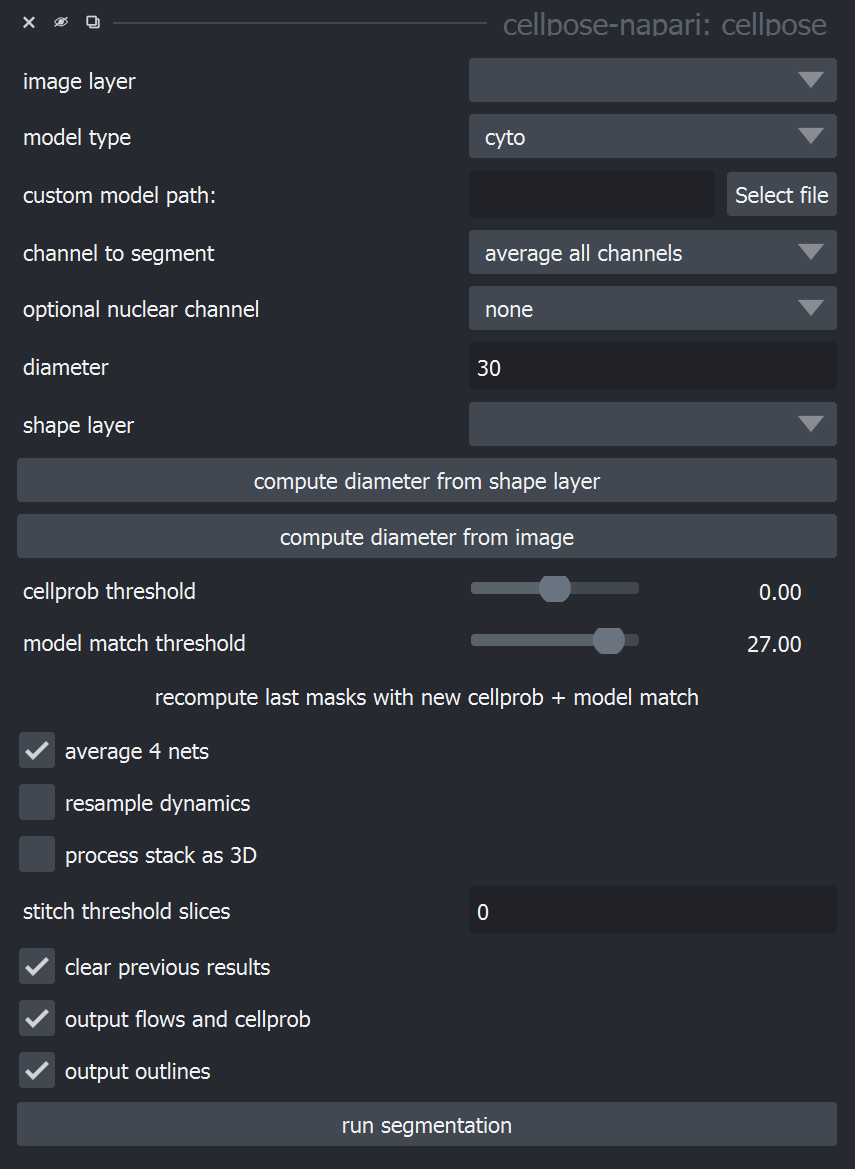 cellpose-napari: cellpose
image layer
model type cyto
custom model path: Select file
channel to segment average all channels
optional nuclear channel none
diameter 30
shape layer
compute diameter from shape layer
compute diameter from image
cellprob threshold 0.00
model match threshold 27.00
recompute last masks with new cellprob + model match
average 4 nets
resample dynamics
process stack as 3D
stitch threshold slices 0
clear previous results
output flows and cellprob
output outlines
run segmentation